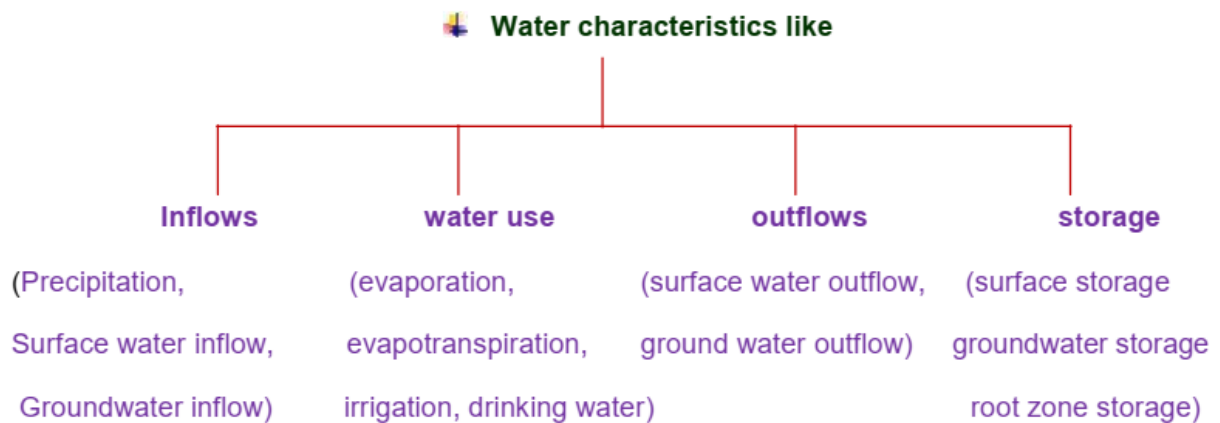 Water characteristics like
Inflows water use outflows storage
(Precipitation, (evaporation, (surface water outflow, (surface storage
Surface water inflow, evapotranspiration, ground water outflow) groundwater storage
Groundwater inflow) irrigation, drinking water) root zone storage)